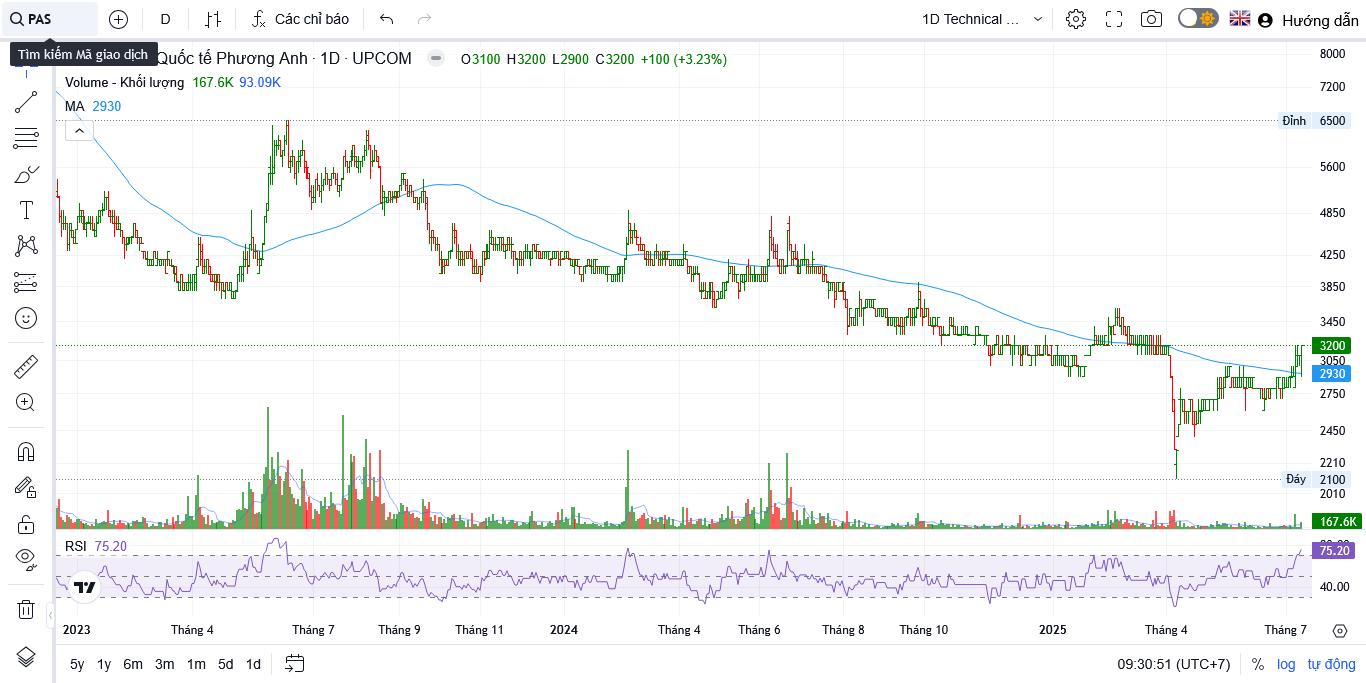 PAS
D
Các chỉ báo
1D Technical ...
Hướng dẫn
Tìm kiếm Mã giao dịch
Quốc tế Phương Anh · 1D · UPCOM
O3100 H3200 L2900 C3200 +100 (+3.23%)
Volume - Khối lượng 167.6K 93.09K
MA 2930
8000
7200
Đỉnh 6500
5600
4850
4250
3850
3450
3200
3050
2930
2750
2450
2210
Đáy 2100
2010
167.6K
RSI 75.20
75.20
40.00
2023 Tháng 4 Tháng 7 Tháng 9 Tháng 11 2024 Tháng 4 Tháng 6 Tháng 8 Tháng 10 2025 Tháng 4 Tháng 7
5y 1y 6m 3m 1m 5d 1d
09:30:51 (UTC+7) % log tự động